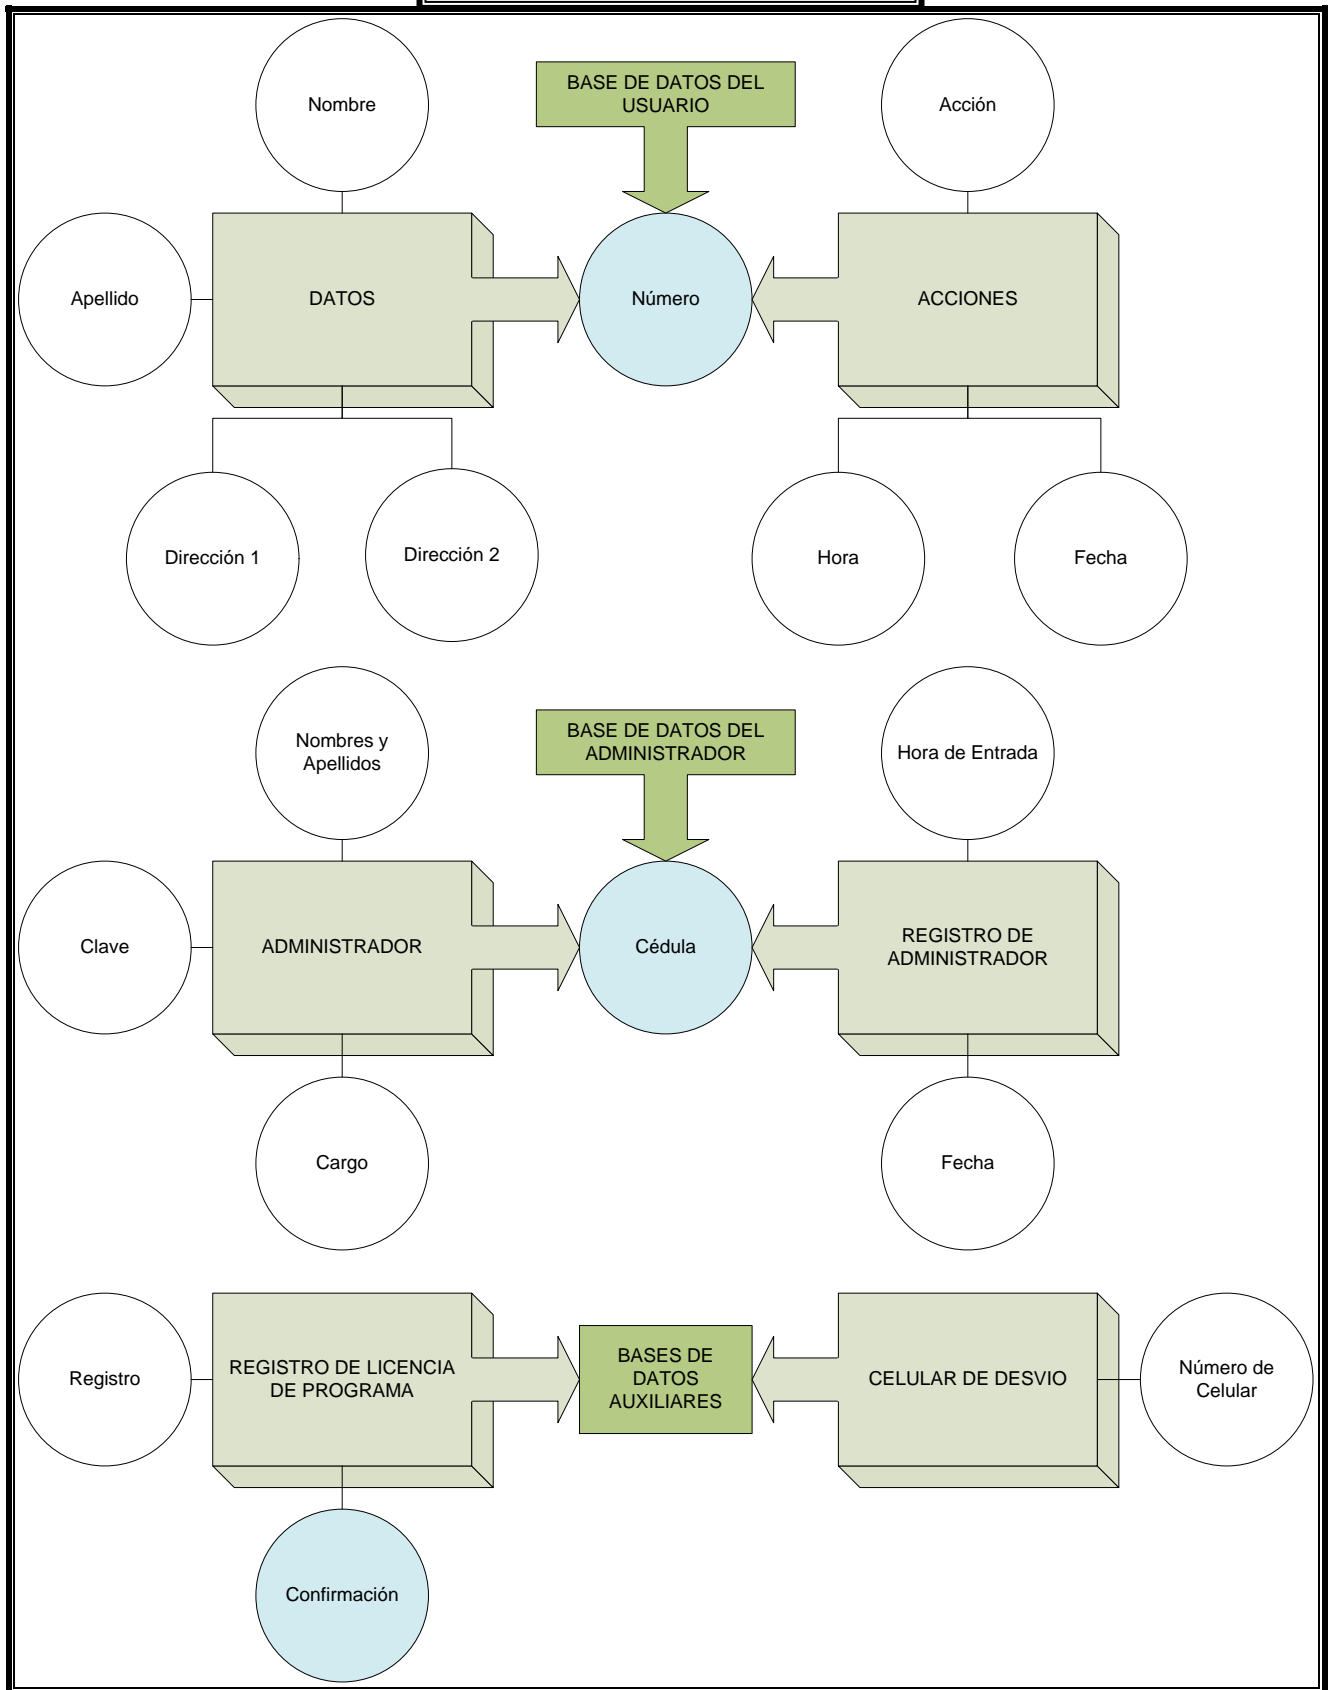 Nombre
BASE DE DATOS DEL
USUARIO
Acción
Apellido
DATOS
Número
ACCIONES
Dirección 1
Dirección 2
Hora
Fecha
Nombres y
Apellidos
BASE DE DATOS DEL
ADMINISTRADOR
Hora de Entrada
Clave
ADMINISTRADOR
Cédula
REGISTRO DE
ADMINISTRADOR
Cargo
Fecha
Registro
REGISTRO DE LICENCIA
DE PROGRAMA
BASES DE
DATOS
AUXILIARES
CELULAR DE DESVIO
Número de
Celular
Confirmación